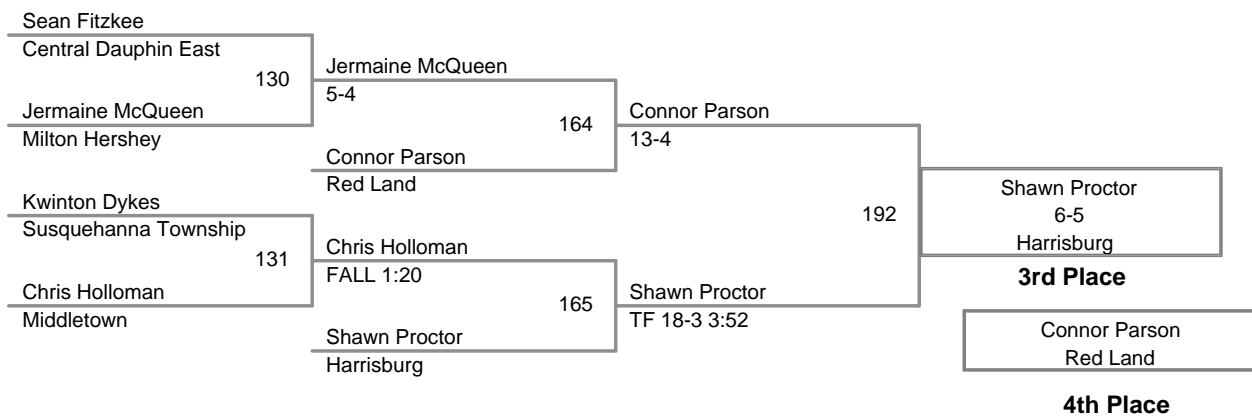 Sean Fitzkee
Central Dauphin East
130
Jermaine McQueen
Milton Hershey
Jermaine McQueen
5-4
164
Connor Parson
Red Land
Connor Parson
13-4
Kwinton Dykes
Susquehanna Township
131
Chris Holloman
Middletown
Chris Holloman
FALL 1:20
165
Shawn Proctor
Harrisburg
Shawn Proctor
TF 18-3 3:52
192
Shawn Proctor
6-5
Harrisburg
3rd Place
Connor Parson
Red Land
4th Place